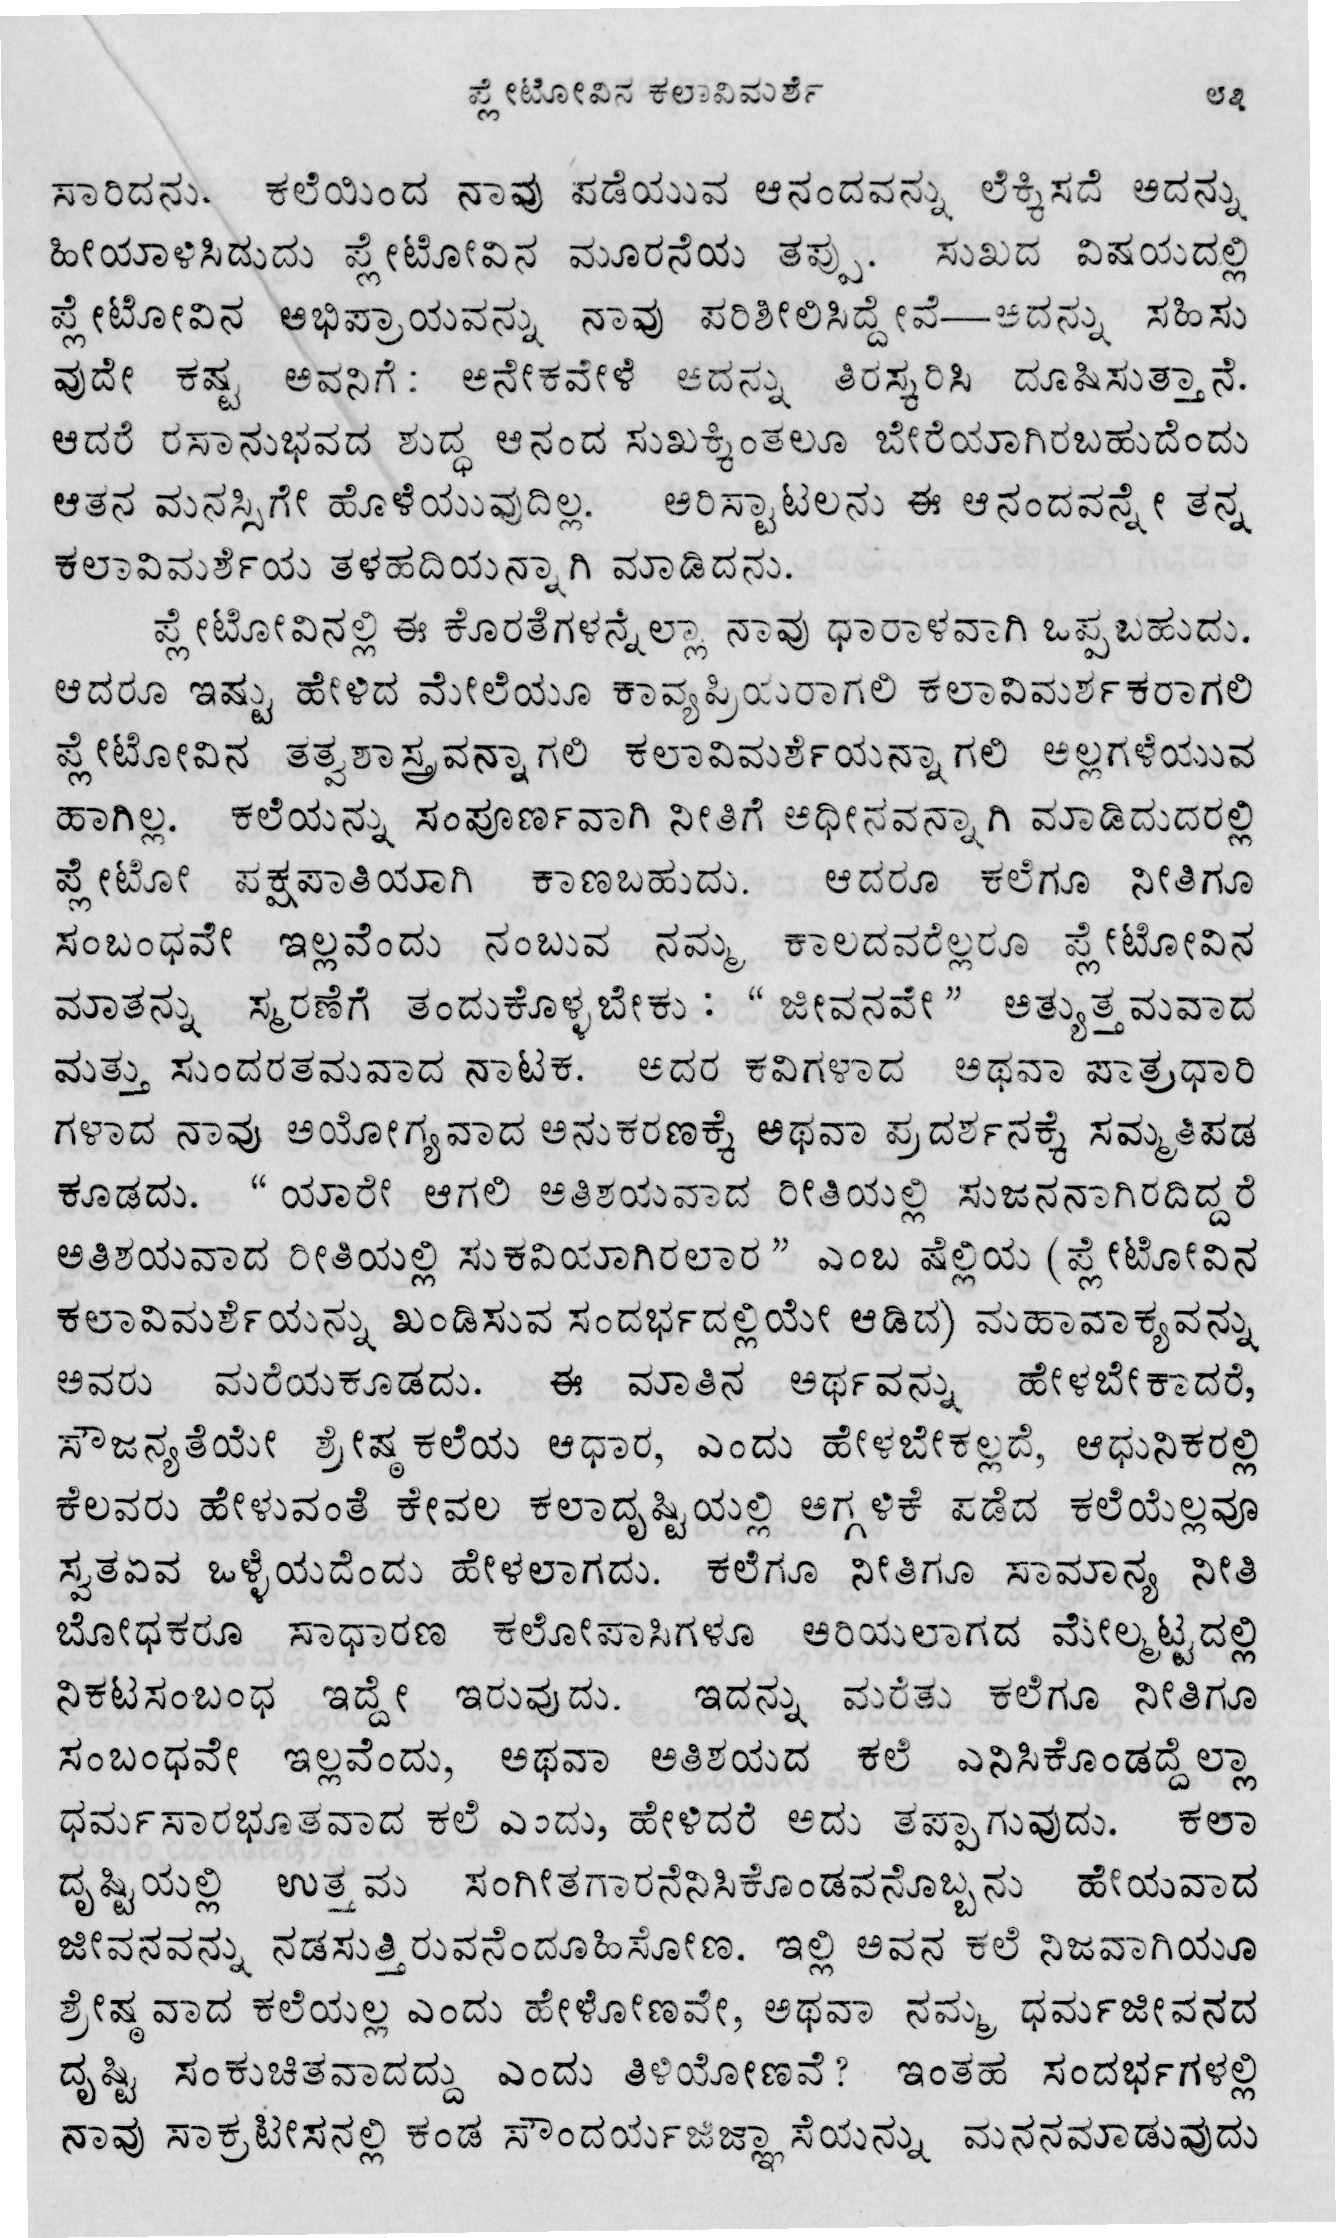 ಪ್ಲೇಟೋವಿನ ಕಲಾವಿಮರ್ಶೆ ೮೩
ಸಾರಿದನು. ಕಲೆಯಿಂದ ನಾವು ಪಡೆಯುವ ಆನಂದವನ್ನು ಲೆಕ್ಕಿಸದೆ ಅದನ್ನು
ಹೀಯಾಳಿಸಿದುದು ಪ್ಲೇಟೋವಿನ ಮೂರನೆಯ ತಪ್ಪು. ಸುಖದ ವಿಷಯದಲ್ಲಿ
ಪ್ಲೇಟೋವಿನ ಅಭಿಪ್ರಾಯವನ್ನು ನಾವು ಪರಿಶೀಲಿಸಿದ್ದೇವೆ—ಅದನ್ನು ಸಹಿಸು
ವುದೇ ಕಷ್ಟ ಅವನಿಗೆ: ಅನೇಕವೇಳೆ ಅದನ್ನು ತಿರಸ್ಕರಿಸಿ ದೂಷಿಸುತ್ತಾನೆ.
ಆದರೆ ರಸಾನುಭವದ ಶುದ್ಧ ಆನಂದ ಸುಖಕ್ಕಿಂತಲೂ ಬೇರೆಯಾಗಿರಬಹುದೆಂದು
ಆತನ ಮನಸ್ಸಿಗೇ ಹೊಳೆಯುವುದಿಲ್ಲ. ಅರಿಸ್ಟಾಟಲನು ಈ ಆನಂದವನ್ನೇ ತನ್ನ
ಕಲಾವಿಮರ್ಶೆಯ ತಳಹದಿಯನ್ನಾಗಿ ಮಾಡಿದನು.
ಪ್ಲೇಟೋವಿನಲ್ಲಿ ಈ ಕೊರತೆಗಳನ್ನೆಲ್ಲಾ ನಾವು ಧಾರಾಳವಾಗಿ ಒಪ್ಪಬಹುದು.
ಆದರೂ ಇಷ್ಟು ಹೇಳಿದ ಮೇಲೆಯೂ ಕಾವ್ಯಪ್ರಿಯರಾಗಲಿ ಕಲಾವಿಮರ್ಶಕರಾಗಲಿ
ಪ್ಲೇಟೋವಿನ ತತ್ವಶಾಸ್ತ್ರವನ್ನಾಗಲಿ ಕಲಾವಿಮರ್ಶೆಯನ್ನಾಗಲಿ ಅಲ್ಲಗಳೆಯುವ
ಹಾಗಿಲ್ಲ. ಕಲೆಯನ್ನು ಸಂಪೂರ್ಣವಾಗಿ ನೀತಿಗೆ ಅಧೀನವನ್ನಾಗಿ ಮಾಡಿದುದರಲ್ಲಿ
ಪ್ಲೇಟೋ ಪಕ್ಷಪಾತಿಯಾಗಿ ಕಾಣಬಹುದು. ಆದರೂ ಕಲೆಗೂ ನೀತಿಗೂ
ಸಂಬಂಧವೇ ಇಲ್ಲವೆಂದು ನಂಬುವ ನಮ್ಮ ಕಾಲದವರೆಲ್ಲರೂ ಪ್ಲೇಟೋವಿನ
ಮಾತನ್ನು ಸ್ಮರಣೆಗೆ ತಂದುಕೊಳ್ಳಬೇಕು : “ ಜೀವನವೇ” ಅತ್ಯುತ್ತಮವಾದ
ಮತ್ತು ಸುಂದರತಮವಾದ ನಾಟಕ. ಅದರ ಕವಿಗಳಾದ ಅಥವಾ ಪಾತ್ರಧಾರಿ
ಗಳಾದ ನಾವು ಅಯೋಗ್ಯವಾದ ಅನುಕರಣಕ್ಕೆ ಅಥವಾ ಪ್ರದರ್ಶನಕ್ಕೆ ಸಮ್ಮತಿಪಡ
ಕೂಡದು. “ ಯಾರೇ ಆಗಲಿ ಅತಿಶಯವಾದ ರೀತಿಯಲ್ಲಿ ಸುಜನನಾಗಿರದಿದ್ದರೆ
ಅತಿಶಯವಾದ ರೀತಿಯಲ್ಲಿ ಸುಕವಿಯಾಗಿರಲಾರ ” ಎಂಬ ಷೆಲ್ಲಿಯ (ಪ್ಲೇಟೋವಿನ
ಕಲಾವಿಮರ್ಶೆಯನ್ನು ಖಂಡಿಸುವ ಸಂದರ್ಭದಲ್ಲಿಯೇ ಆಡಿದ) ಮಹಾವಾಕ್ಯವನ್ನು
ಅವರು ಮರೆಯಕೂಡದು. ಈ ಮಾತಿನ ಅರ್ಥವನ್ನು ಹೇಳಬೇಕಾದರೆ,
ಸೌಜನ್ಯತೆಯೇ ಶ್ರೇಷ್ಠ ಕಲೆಯ ಆಧಾರ, ಎಂದು ಹೇಳಬೇಕಲ್ಲದೆ, ಆಧುನಿಕರಲ್ಲಿ
ಕೆಲವರು ಹೇಳುವಂತೆ ಕೇವಲ ಕಲಾದೃಷ್ಟಿಯಲ್ಲಿ ಅಗ್ಗಳಿಕೆ ಪಡೆದ ಕಲೆಯೆಲ್ಲವೂ
ಸ್ವತಏವ ಒಳ್ಳೆಯದೆಂದು ಹೇಳಲಾಗದು. ಕಲೆಗೂ ನೀತಿಗೂ ಸಾಮಾನ್ಯ ನೀತಿ
ಬೋಧಕರೂ ಸಾಧಾರಣ ಕಲೋಪಾಸಿಗಳೂ ಅರಿಯಲಾಗದ ಮೇಲ್ಮಟ್ಟದಲ್ಲಿ
ನಿಕಟಸಂಬಂಧ ಇದ್ದೇ ಇರುವುದು. ಇದನ್ನು ಮರೆತು ಕಲೆಗೂ ನೀತಿಗೂ
ಸಂಬಂಧವೇ ಇಲ್ಲವೆಂದು, ಅಥವಾ ಅತಿಶಯದ ಕಲೆ ಎನಿಸಿಕೊಂಡದ್ದೆಲ್ಲಾ
ಧರ್ಮಸಾರಭೂತವಾದ ಕಲೆ ಎಂದು, ಹೇಳಿದರೆ ಅದು ತಪ್ಪಾಗುವುದು. ಕಲಾ
ದೃಷ್ಟಿಯಲ್ಲಿ ಉತ್ತಮ ಸಂಗೀತಗಾರನೆನಿಸಿಕೊಂಡವನೊಬ್ಬನು ಹೇಯವಾದ
ಜೀವನವನ್ನು ನಡಸುತ್ತಿರುವನೆಂದೂಹಿಸೋಣ. ಇಲ್ಲಿ ಅವನ ಕಲೆ ನಿಜವಾಗಿಯೂ
ಶ್ರೇಷ್ಠವಾದ ಕಲೆಯಲ್ಲ ಎಂದು ಹೇಳೋಣವೇ, ಅಥವಾ ನಮ್ಮ ಧರ್ಮಜೀವನದ
ದೃಷ್ಟಿ ಸಂಕುಚಿತವಾದದ್ದು ಎಂದು ತಿಳಿಯೋಣವೆ? ಇಂತಹ ಸಂದರ್ಭಗಳಲ್ಲಿ
ನಾವು ಸಾಕ್ರಟೀಸನಲ್ಲಿ ಕಂಡ ಸೌಂದರ್ಯಜಿಜ್ಞಾಸೆಯನ್ನು ಮನನಮಾಡುವುದು